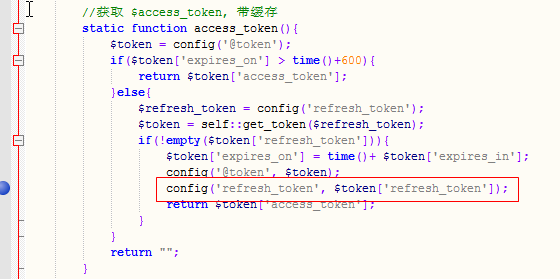 //获取 $access_token, 带缓存
static function access_token(){
$token = config('@token');
if($token['expires_on'] > time()+600){
return $token['access_token'];
}else{
$refresh_token = config('refresh_token');
$token = self::get_token($refresh_token);
if(!empty($token['refresh_token'])){
$token['expires_on'] = time()+ $token['expires_in'];
config('@token', $token);
config('refresh_token', $token['refresh_token']);
return $token['access_token'];
}
}
return "";
}